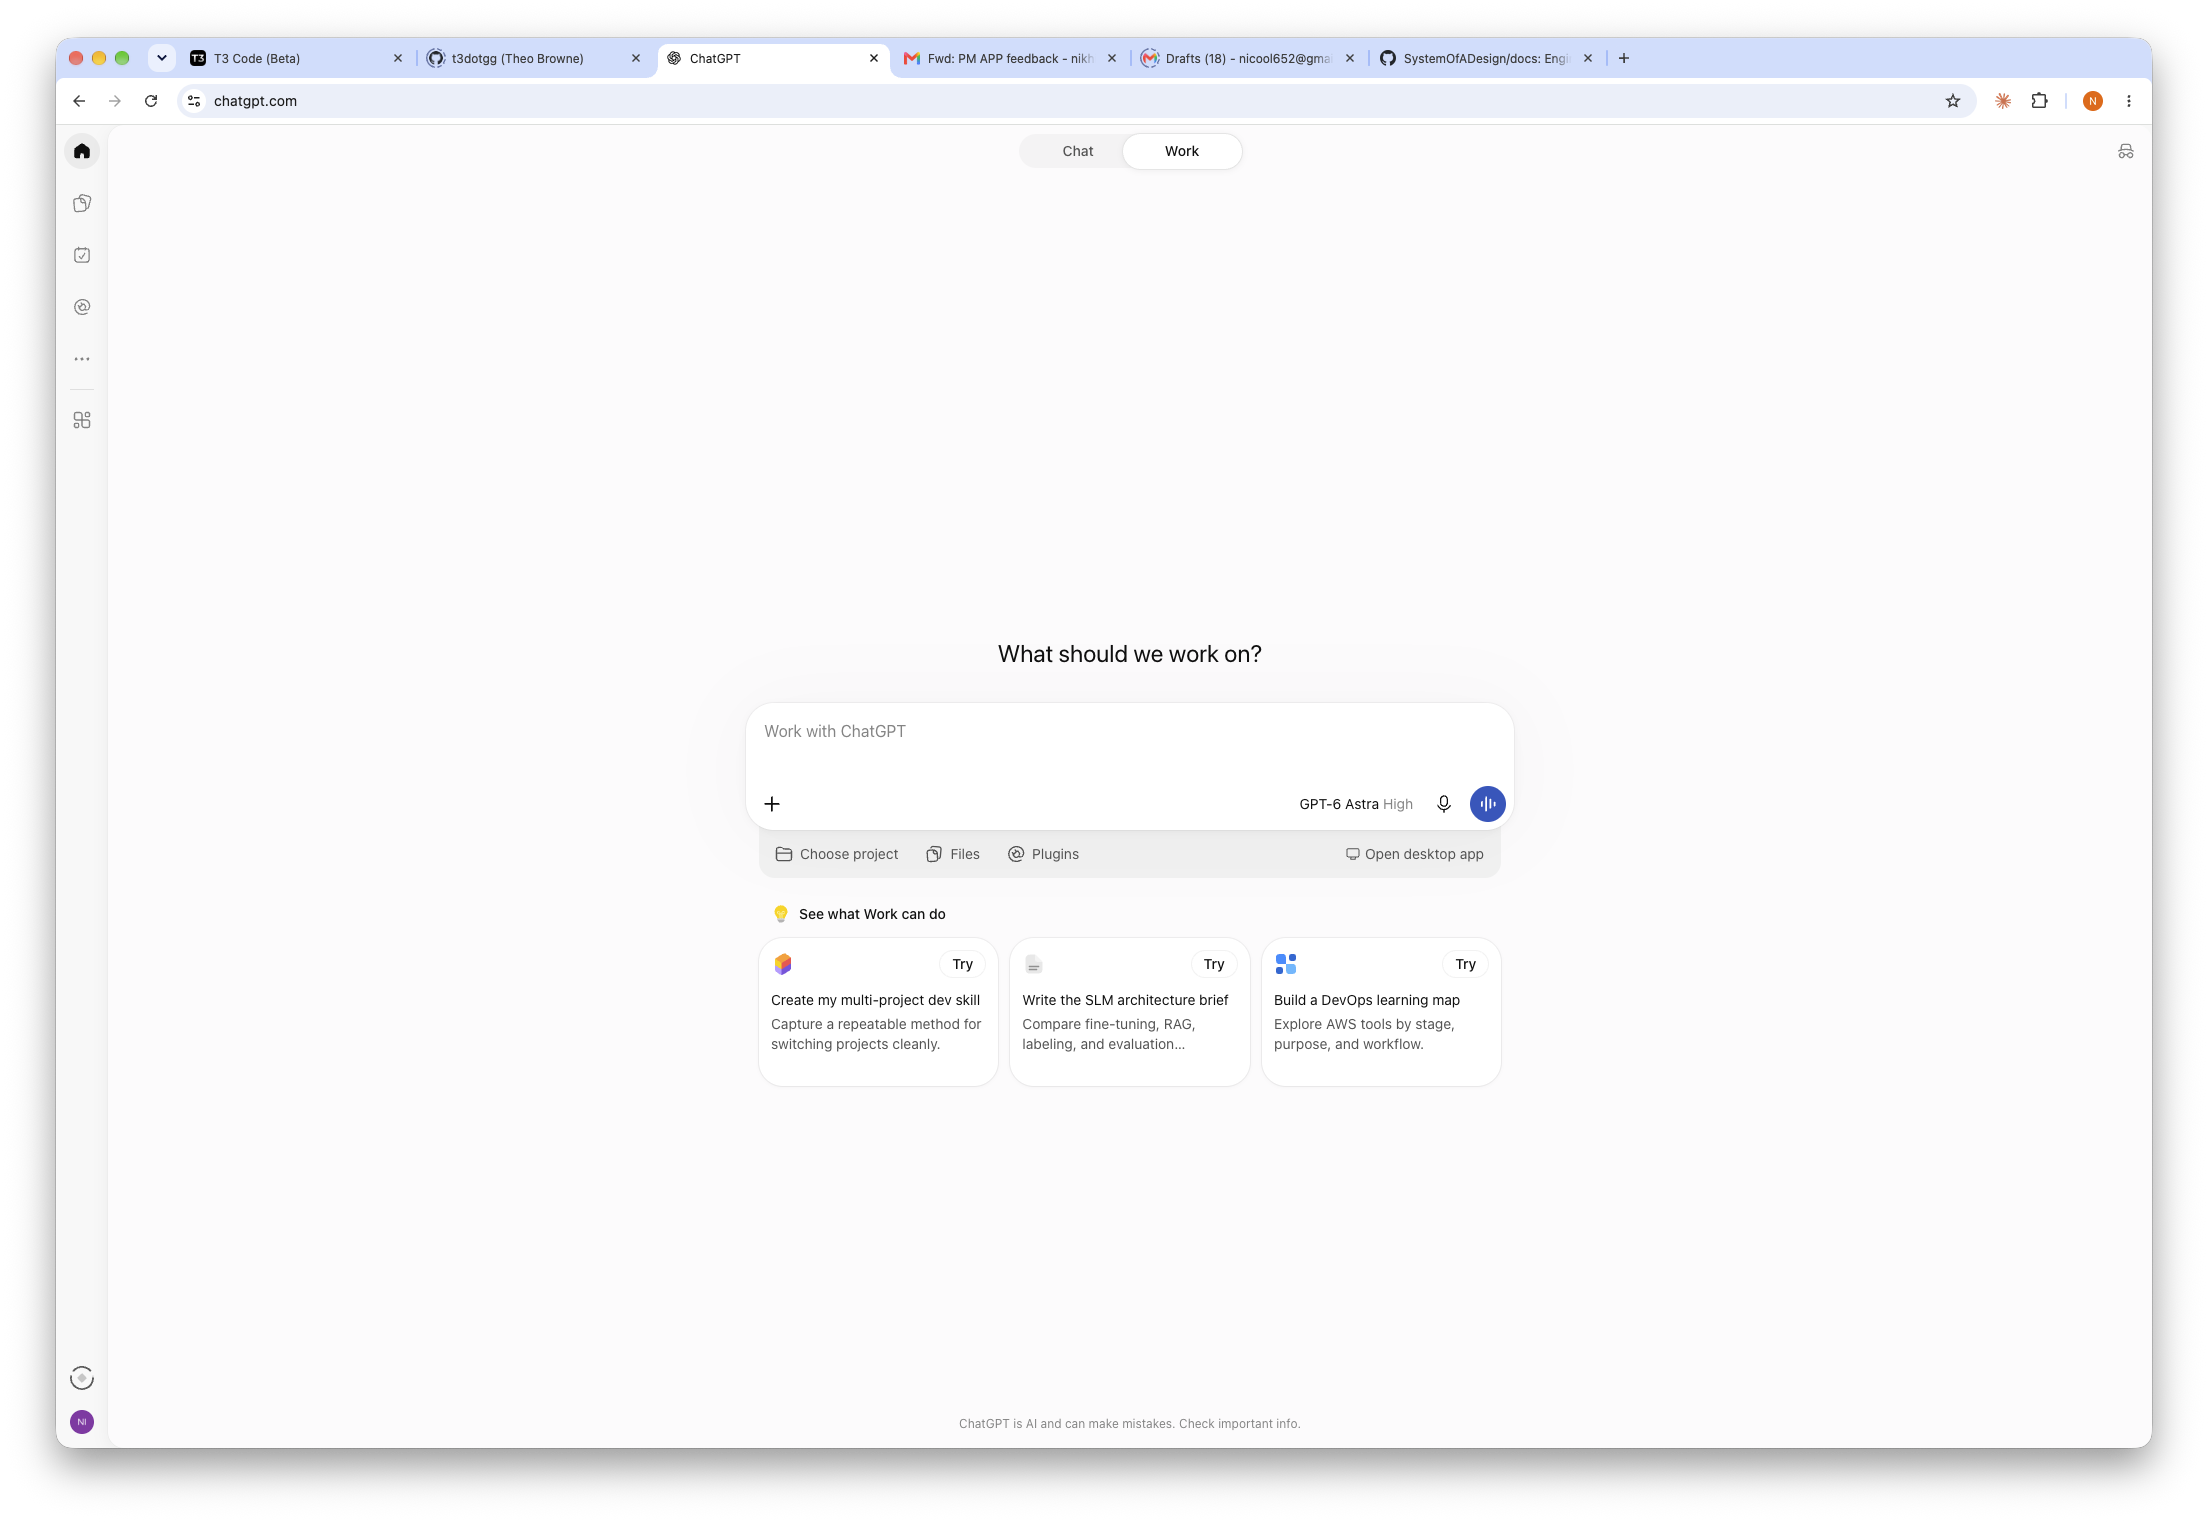 T3 T3 Code (Beta)
t3dotgg (Theo Browne)
ChatGPT
Fwd: PM APP feedback - nikh
Drafts (18) - nicool652@gmai
SystemOfADesign/docs: Engi
chatgpt.com
N
Chat
Work
What should we work on?
Work with ChatGPT
GPT-6 Astra High
Choose project
Files
Plugins
Open desktop app
See what Work can do
Try
Create my multi-project dev skill
Capture a repeatable method for
switching projects cleanly.
Try
Write the SLM architecture brief
Compare fine-tuning, RAG,
labeling, and evaluation...
Try
Build a DevOps learning map
Explore AWS tools by stage,
purpose, and workflow.
NI
ChatGPT is AI and can make mistakes. Check important info.